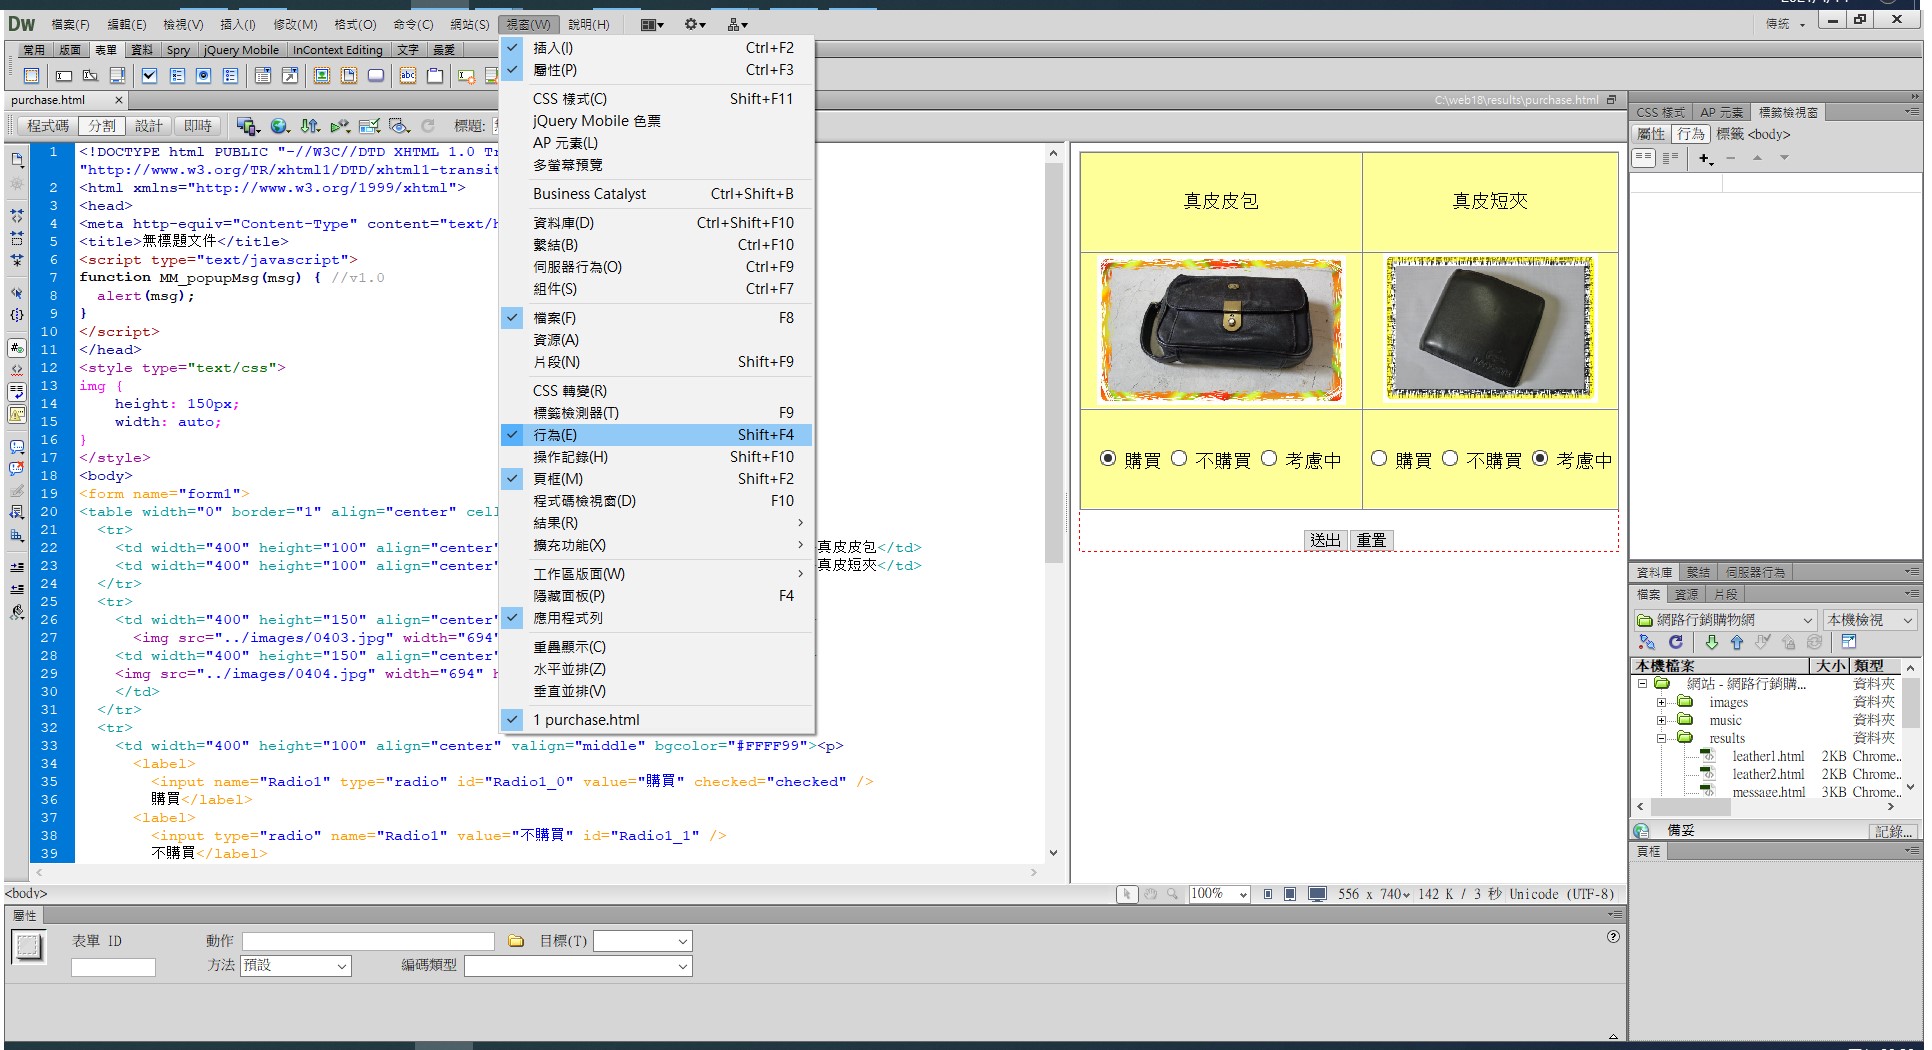 Dw 檔案(F) 編輯(E) 檢視(V) 插入(I) 修改(M) 格式(O) 命令(C) 網站(S) 視窗(W) 說明(H) 傳統
常用 版面 表單 資料 Spry jQuery Mobile InContext Editing 文字 最愛
purchase.html
C:\web18\results\purchase.html
程式碼 分割 設計 即時 標題:
1 <!DOCTYPE html PUBLIC "-//W3C//DTD XHTML 1.0 Tr
"http://www.w3.org/TR/xhtml1/DTD/xhtml1-transit
2 <html xmlns="http://www.w3.org/1999/xhtml">
3 <head>
4 <meta http-equiv="Content-Type" content="text/h
5 <title>無標題文件</title>
6 <script type="text/javascript">
7 function MM_popupMsg(msg) { //v1.0
8 alert(msg);
9 }
10 </script>
11 </head>
12 <style type="text/css">
13 img {
14 height: 150px;
15 width: auto;
16 }
17 </style>
18 <body>
19 <form name="form1">
20 <table width="0" border="1" align="center" cell
21 <tr>
22 <td width="400" height="100" align="center" 真皮皮包</td>
23 <td width="400" height="100" align="center" 真皮短夾</td>
24 </tr>
25 <tr>
26 <td width="400" height="150" align="center"
27 <img src="../images/0403.jpg" width="694"
28 <td width="400" height="150" align="center"
29 <img src="../images/0404.jpg" width="694" h
30 </td>
31 </tr>
32 <tr>
33 <td width="400" height="100" align="center" valign="middle" bgcolor="#FFFF99"><p>
34 <label>
35 <input name="Radio1" type="radio" id="Radio1_0" value="購買" checked="checked" />
36 購買</label>
37 <label>
38 <input type="radio" name="Radio1" value="不購買" id="Radio1_1" />
39 不購買</label>
插入(I) Ctrl+F2
屬性(P) Ctrl+F3
CSS 樣式(C) Shift+F11
jQuery Mobile 色票
AP 元素(L)
多螢幕預覽
Business Catalyst Ctrl+Shift+B
資料庫(D) Ctrl+Shift+F10
繫結(B) Ctrl+F10
伺服器行為(O) Ctrl+F9
組件(S) Ctrl+F7
檔案(F) F8
資源(A)
片段(N) Shift+F9
CSS 轉變(R)
標籤檢測器(T) F9
行為(E) Shift+F4
操作記錄(H) Shift+F10
頁框(M) Shift+F2
程式碼檢視窗(D) F10
結果(R)
擴充功能(X)
工作區版面(W)
隱藏面板(P) F4
應用程式列
重疊顯示(C)
水平並排(Z)
垂直並排(V)
1 purchase.html
真皮皮包 真皮短夾
購買 不購買 考慮中 購買 不購買 考慮中
送出 重置
CSS 樣式 AP 元素 標籤檢視窗
屬性 行為 標籤 <body>
資料庫 繫結 伺服器行為
檔案 資源 片段
網路行銷購物網 本機檢視
本機檔案 大小 類型
網站 - 網路行銷購... 資料夾
images 資料夾
music 資料夾
results 資料夾
leather1.html 2KB Chrome..
leather2.html 2KB Chrome..
message.html 3KB Chrome..
備妥 記錄...
頁框
<body> 100% 556 x 740 142 K / 3 秒 Unicode (UTF-8)
屬性
表單 ID 動作 目標(T)
方法 預設 編碼類型